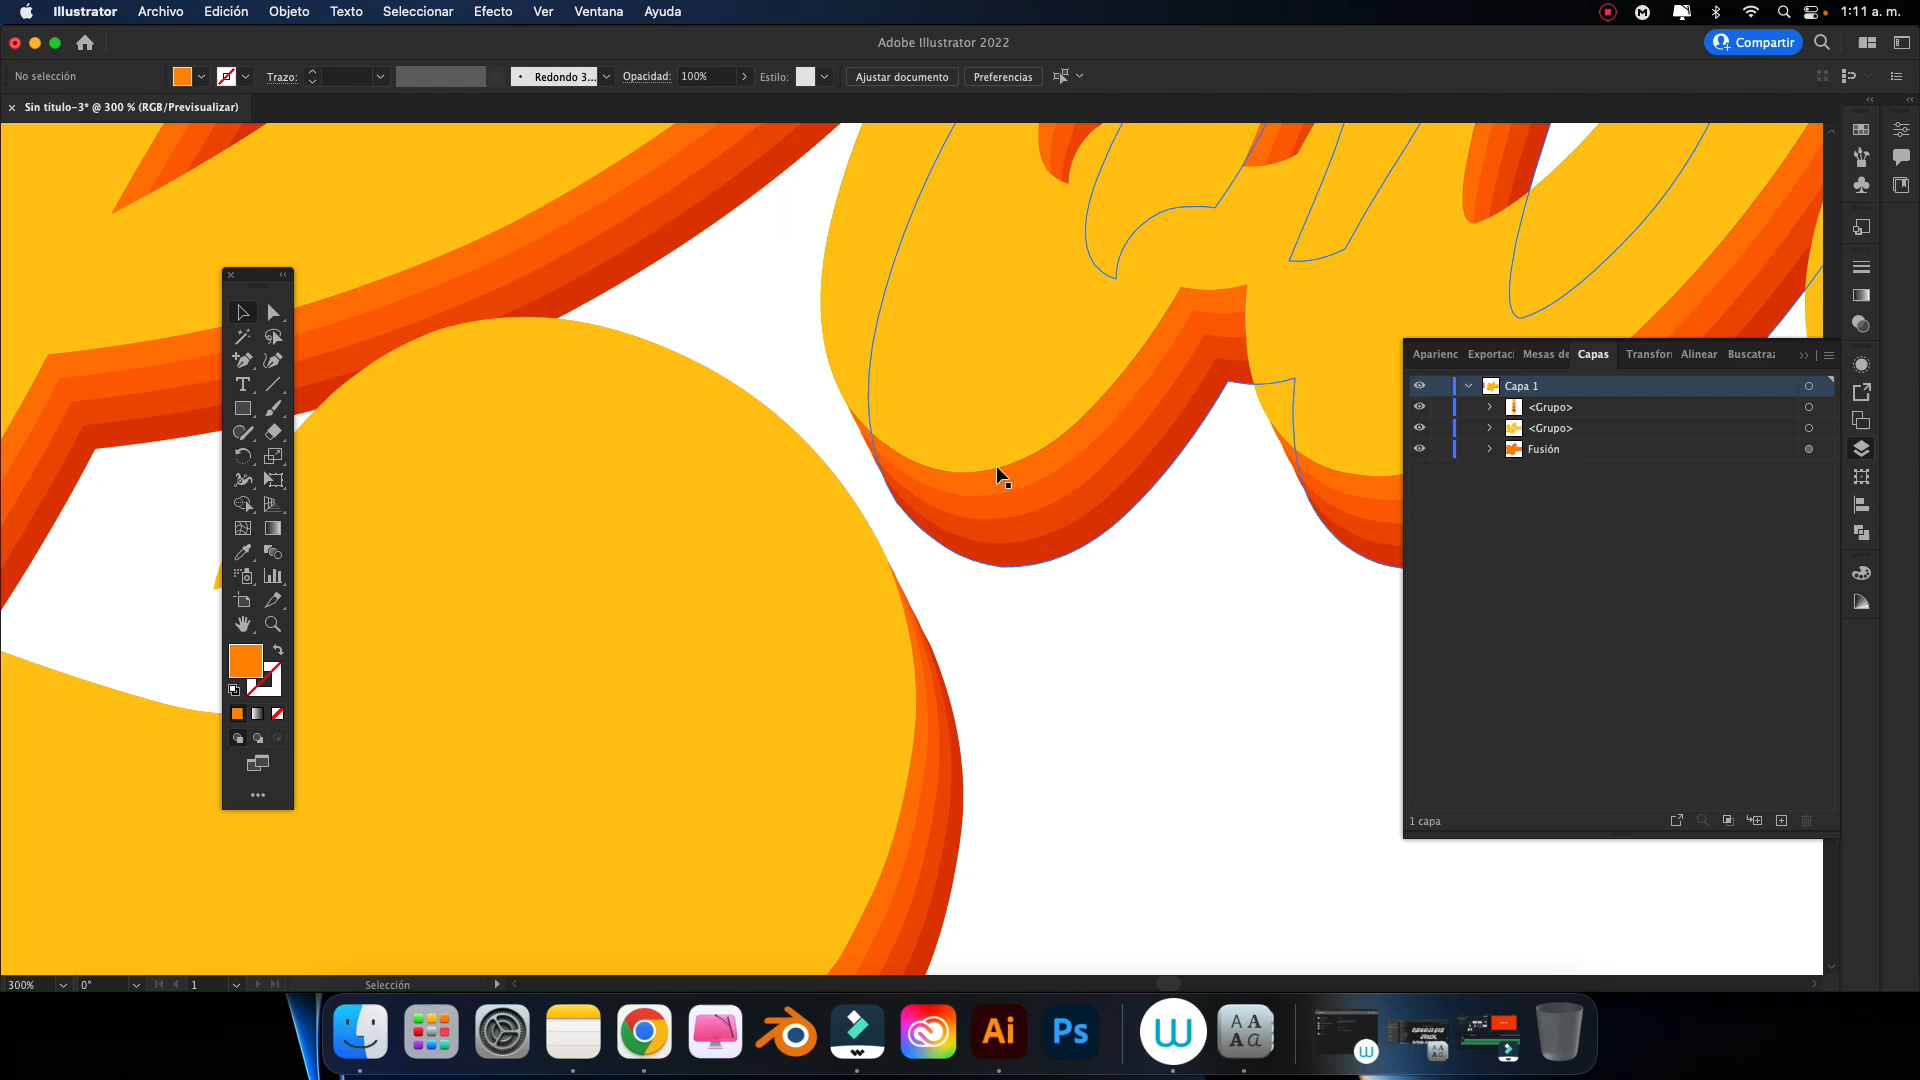 Illustrator Archivo Edición Objeto Texto Seleccionar Efecto Ver Ventana Ayuda 1:11 a. m.
Adobe Illustrator 2022 Compartir
No selección Trazo: Redondo 3... Opacidad: 100% Estilo: Ajustar documento Preferencias
× Sin título-3* @ 300 % (RGB/Previsualizar)
Aparienc Exportac Mesas de Capas Transfor Alinear Buscatraz
Capa 1
<Grupo>
<Grupo>
Fusión
1 capa
300% 0° 1 Selección
Ai Ps
A A
A a